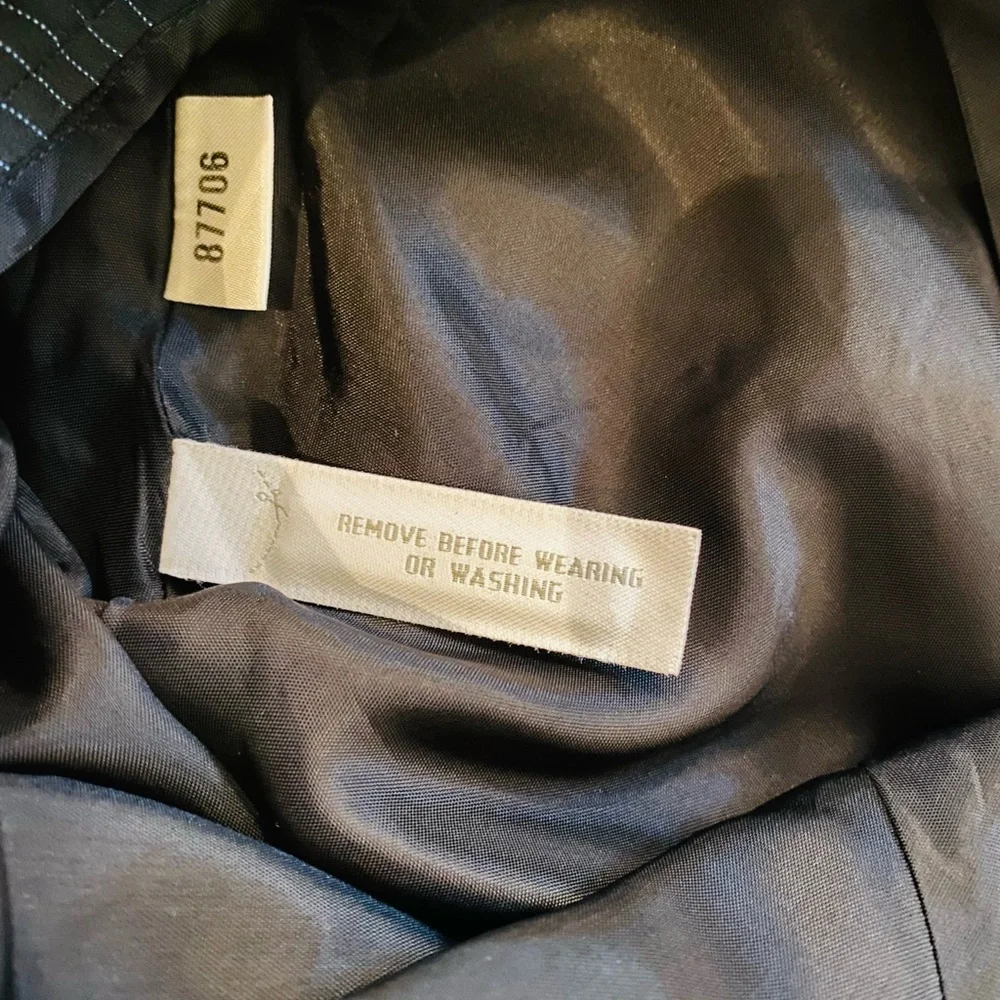 87706
REMOVE BEFORE WEARING
OR WASHING